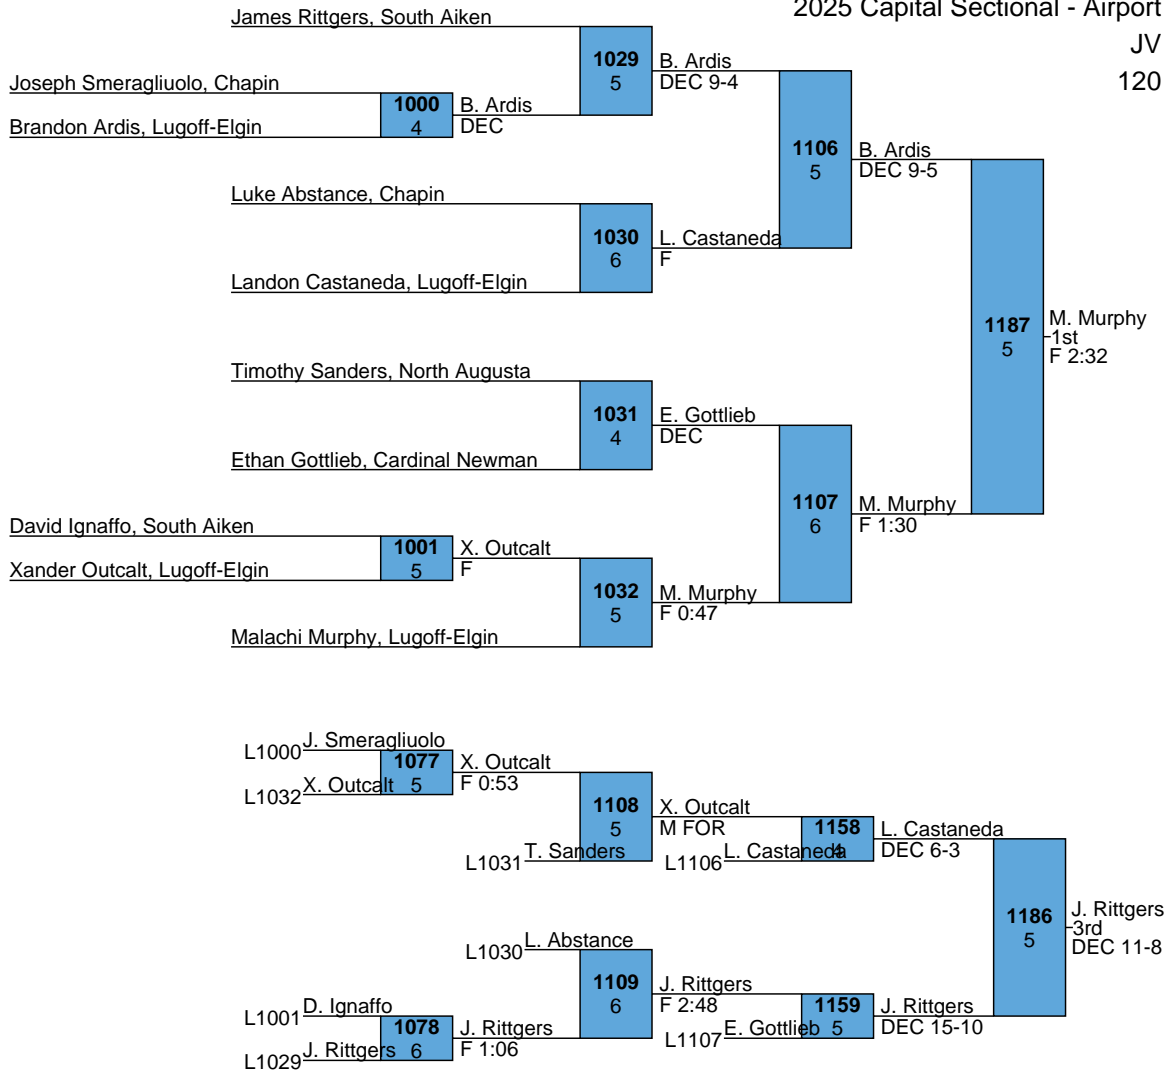 2025 Capital Sectional - Airport
JV
120
James Rittgers, South Aiken
1029
5
B. Ardis
DEC 9-4
Joseph Smeragliuolo, Chapin
1000
4
B. Ardis
DEC
Brandon Ardis, Lugoff-Elgin
1106
5
B. Ardis
DEC 9-5
Luke Abstance, Chapin
1030
6
L. Castaneda
F
Landon Castaneda, Lugoff-Elgin
1187
5
M. Murphy
1st
F 2:32
Timothy Sanders, North Augusta
1031
4
E. Gottlieb
DEC
Ethan Gottlieb, Cardinal Newman
1107
6
M. Murphy
F 1:30
David Ignaffo, South Aiken
1001
5
X. Outcalt
F
Xander Outcalt, Lugoff-Elgin
1032
5
M. Murphy
F 0:47
Malachi Murphy, Lugoff-Elgin
L1000 J. Smeragliuolo
1077
5
X. Outcalt
F 0:53
L1032 X. Outcalt
1108
5
X. Outcalt
M FOR
L1031 T. Sanders
1158
4
L. Castaneda
DEC 6-3
L1106 L. Castaneda
1186
5
J. Rittgers
3rd
DEC 11-8
L1030 L. Abstance
1109
6
J. Rittgers
F 2:48
1159
5
J. Rittgers
DEC 15-10
L1001 D. Ignaffo
1078
6
J. Rittgers
F 1:06
L1107 E. Gottlieb
L1029 J. Rittgers